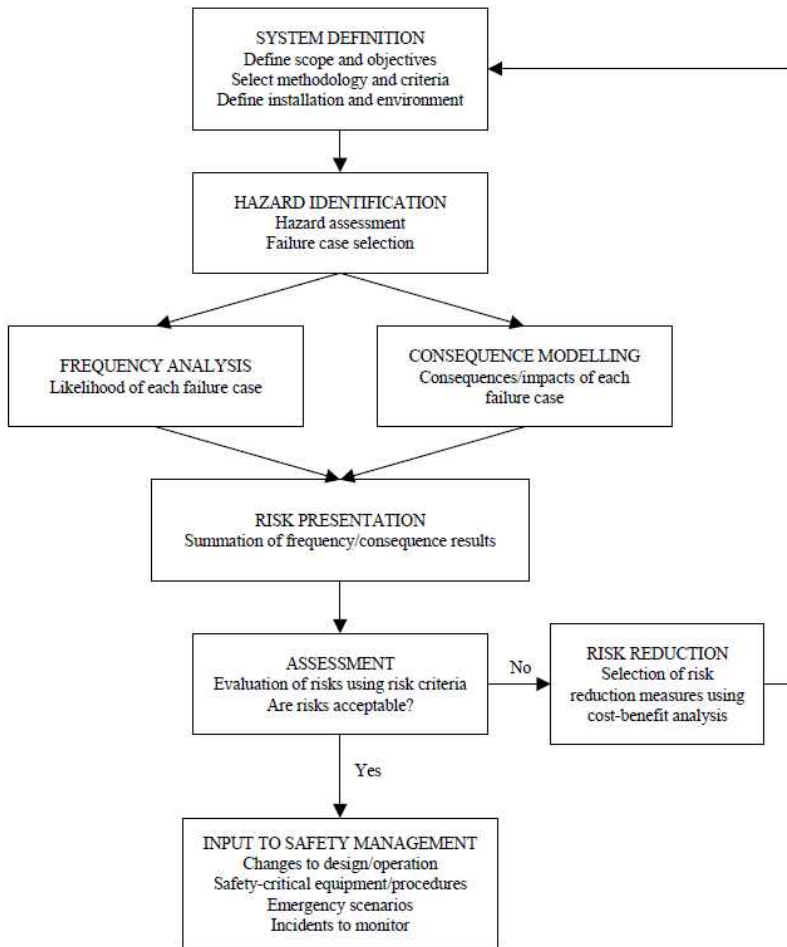 SYSTEM DEFINITION
Define scope and objectives
Select methodology and criteria
Define installation and environment
HAZARD IDENTIFICATION
Hazard assessment
Failure case selection
FREQUENCY ANALYSIS
Likelihood of each failure case
CONSEQUENCE MODELLING
Consequences/impacts of each
failure case
RISK PRESENTATION
Summation of frequency/consequence results
ASSESSMENT
Evaluation of risks using risk criteria
Are risks acceptable?
No
RISK REDUCTION
Selection of risk
reduction measures using
cost-benefit analysis
Yes
INPUT TO SAFETY MANAGEMENT
Changes to design/operation
Safety-critical equipment/procedures
Emergency scenarios
Incidents to monitor